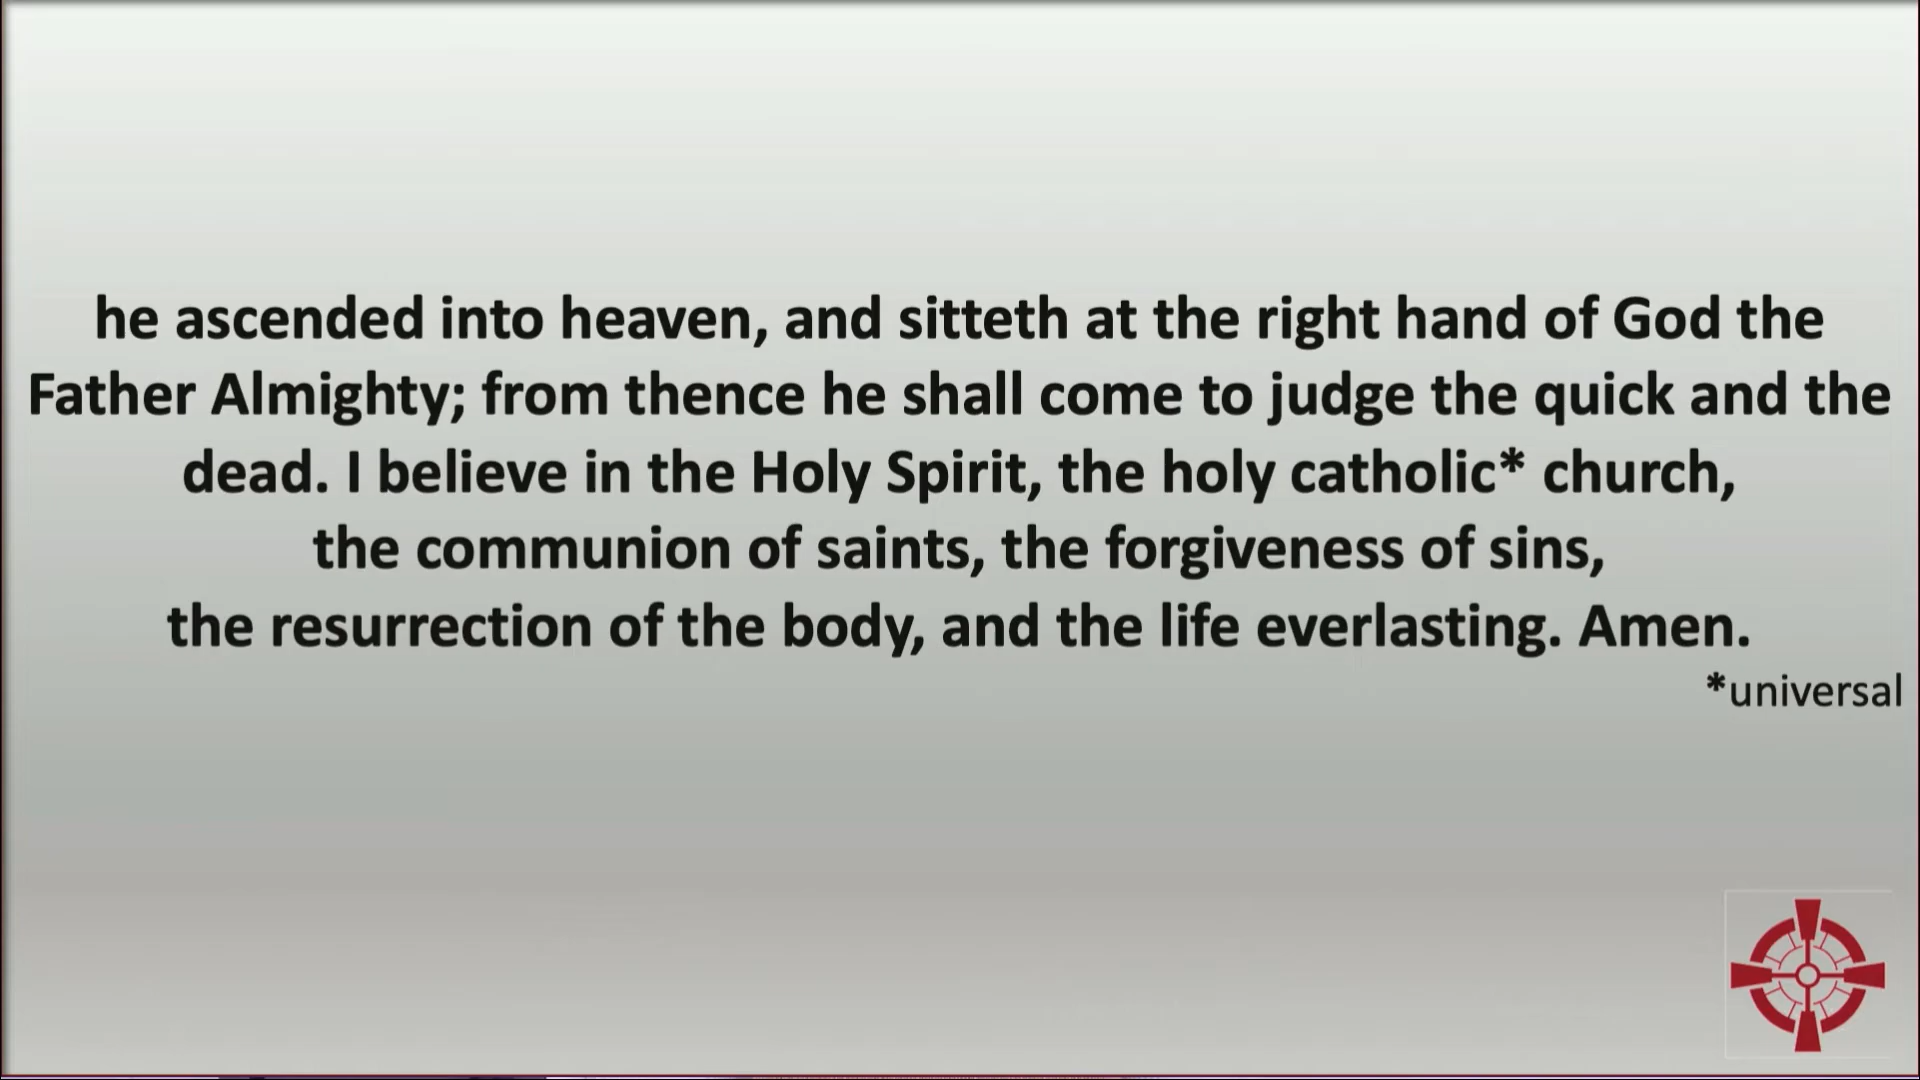 he ascended into heaven, and sitteth at the right hand of God the
Father Almighty; from thence he shall come to judge the quick and the
dead. I believe in the Holy Spirit, the holy catholic* church,
the communion of saints, the forgiveness of sins,
the resurrection of the body, and the life everlasting. Amen.
*universal